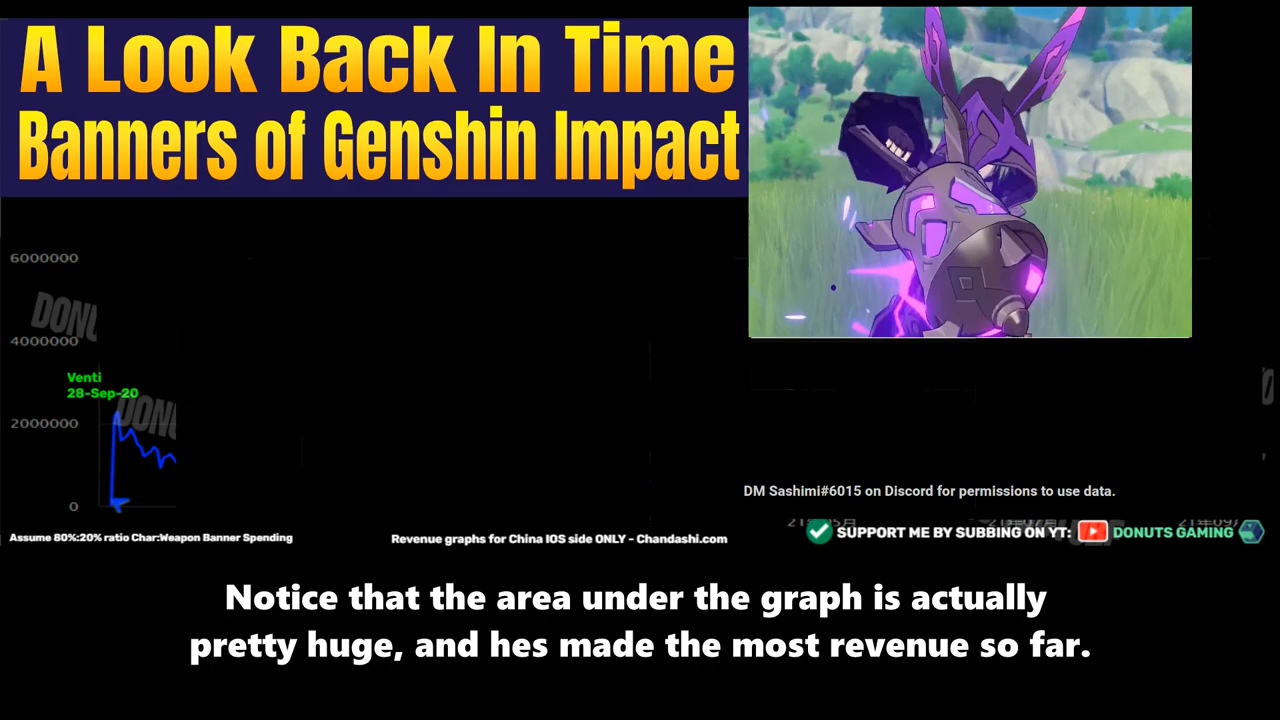 A Look Back In Time
Banners of Genshin Impact
6000000
4000000
Venti
28-Sep-20
2000000
0
DM Sashimi#6015 on Discord for permissions to use data.
Assume 80%:20% ratio Char:Weapon Banner Spending
Revenue graphs for China IOS side ONLY - Chandashi.com
SUPPORT ME BY SUBBING ON YT: DONUTS GAMING
Notice that the area under the graph is actually
pretty huge, and hes made the most revenue so far.